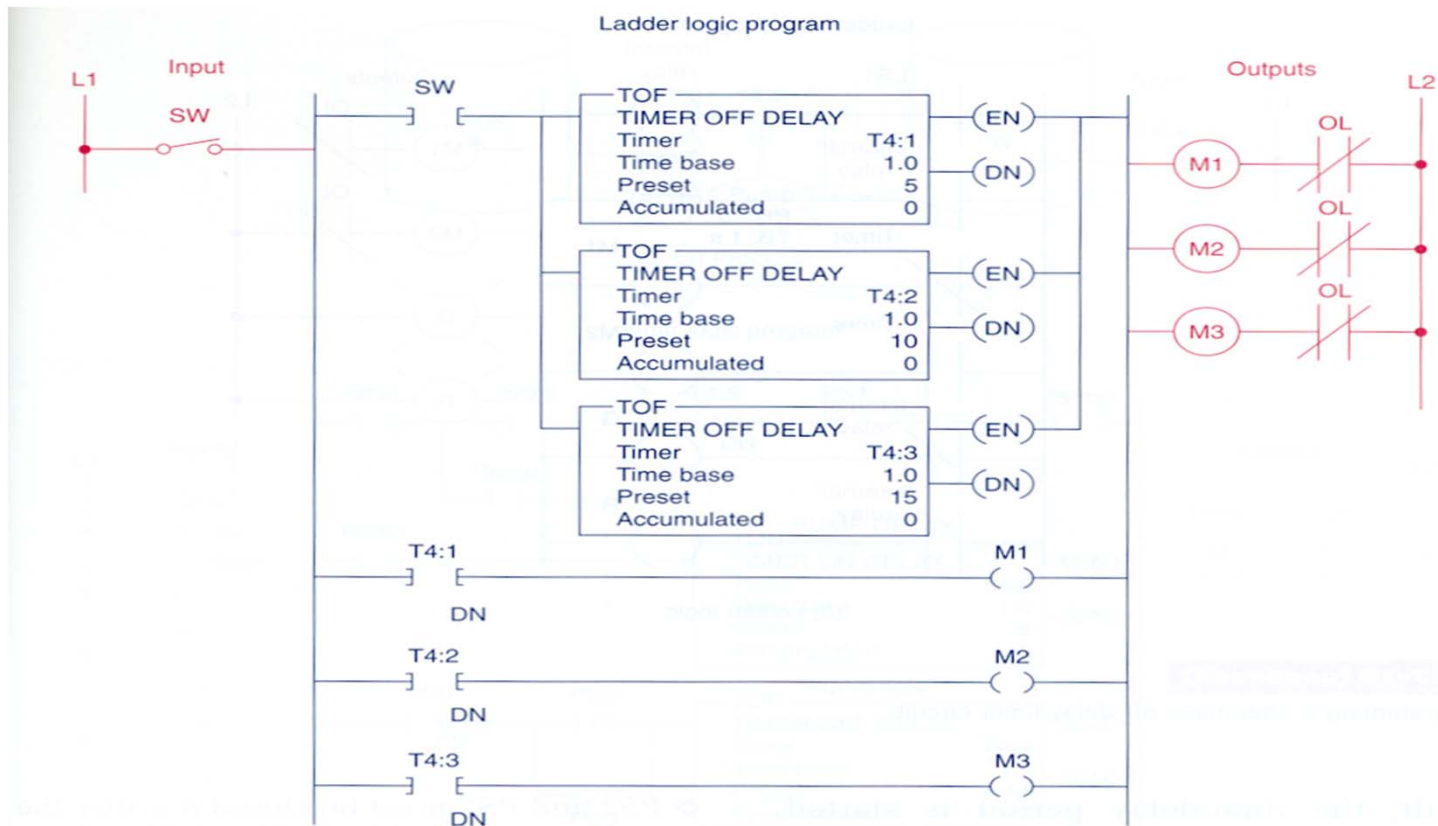 Ladder logic program
Input
L1
SW
SW
TOF
TIMER OFF DELAY
Timer T4:1
Time base 1.0
Preset 5
Accumulated 0
EN
DN
TOF
TIMER OFF DELAY
Timer T4:2
Time base 1.0
Preset 10
Accumulated 0
EN
DN
TOF
TIMER OFF DELAY
Timer T4:3
Time base 1.0
Preset 15
Accumulated 0
EN
DN
Outputs
L2
OL
M1
OL
M2
OL
M3
T4:1 M1
DN
T4:2 M2
DN
T4:3 M3
DN